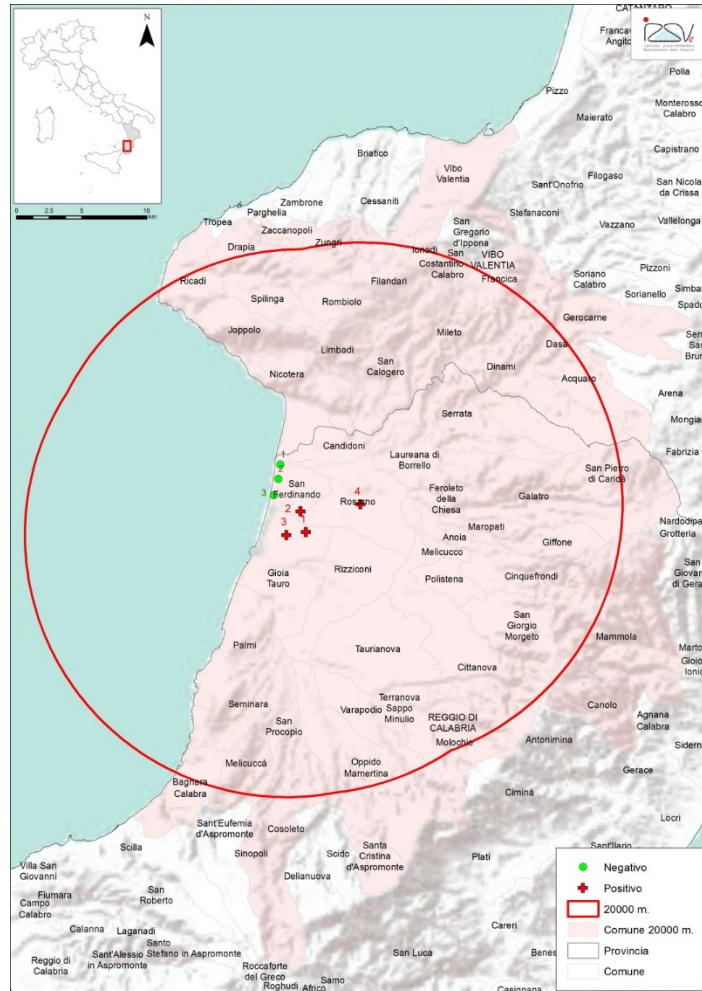 N
0 2.5 5 10
km
CATANZARO
Pizzo
Polia
Maierato
Monterosso
Calabro
Briatico
Vibo
Valentia
Capistrano
Filogaso
Sant'Onofrio
San Nicola
da Crissa
Cessaniti
Zambrone
Parghelia
Tropea
Stefanaconi
San
Gregorio
d'Ippona
Vazzano
Vallelonga
Zaccanopoli
Zungri
Drapia
Ionadi
San
Costantino
Calabro
VIBO
VALENTIA
Francica
Pizzoni
Soriano
Calabro
Sorianello
Ricadi
Filandari
Spilinga
Rombiolo
Gerocarne
Joppolo
Mileto
Dasà
Limbadi
San
Calogero
Dinami
Nicotera
Acquaro
Arena
Serrata
Candidoni
Laureana di
Borrello
Fabrizia
San Pietro
di Caridà
1
2
San
Ferdinando
3
4
Rosarno
Feroleto
della
Chiesa
Galatro
2
3
1
Maropati
Anoia
Giffone
Melicucco
Grotteria
Gioia
Tauro
Rizziconi
Polistena
Cinquefrondi
San
Giorgio
Morgeto
Mammola
Palmi
Taurianova
Cittanova
Seminara
Varapodio
Terranova
Sappo
Minulio
REGGIO DI
CALABRIA
Canolo
Agnana
Calabra
San
Procopio
Molochio
Antonimina
Melicuccà
Oppido
Mamertina
Gerace
Bagnara
Calabra
Ciminà
Locri
Sant'Eufemia
d'Aspromonte
Cosoleto
Scilla
Sinopoli
Scido
Santa
Cristina
d'Aspromonte
Platì
Delianuova
Villa San
Giovanni
Fiumara
Campo
Calabro
San
Roberto
Calanna
Laganadi
Santo
Stefano in Aspromonte
Sant'Alessio
in Aspromonte
Reggio di
Calabria
San Luca
Careri
Roccaforte
del Greco
Roghudi
Africo
Samo
Casignana
Negativo
Positivo
20000 m.
Comune 20000 m.
Provincia
Comune